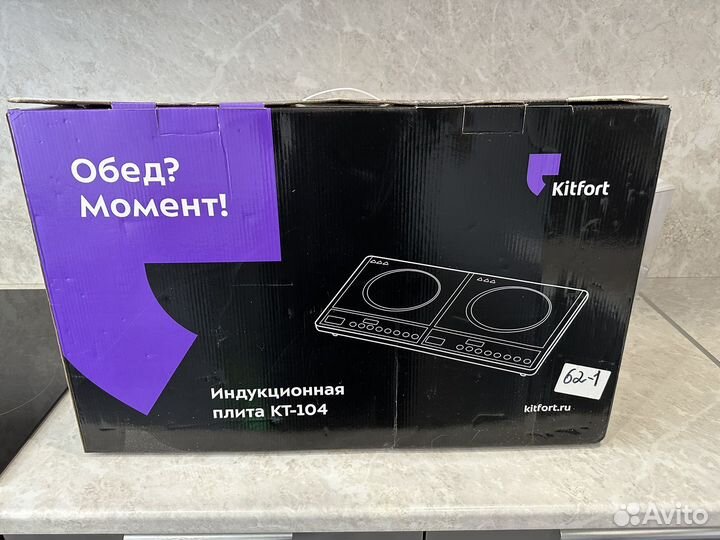 Обед?
Момент!
Kitfort
Индукционная
плита КТ-104
62-1
kitfort.ru
Avito